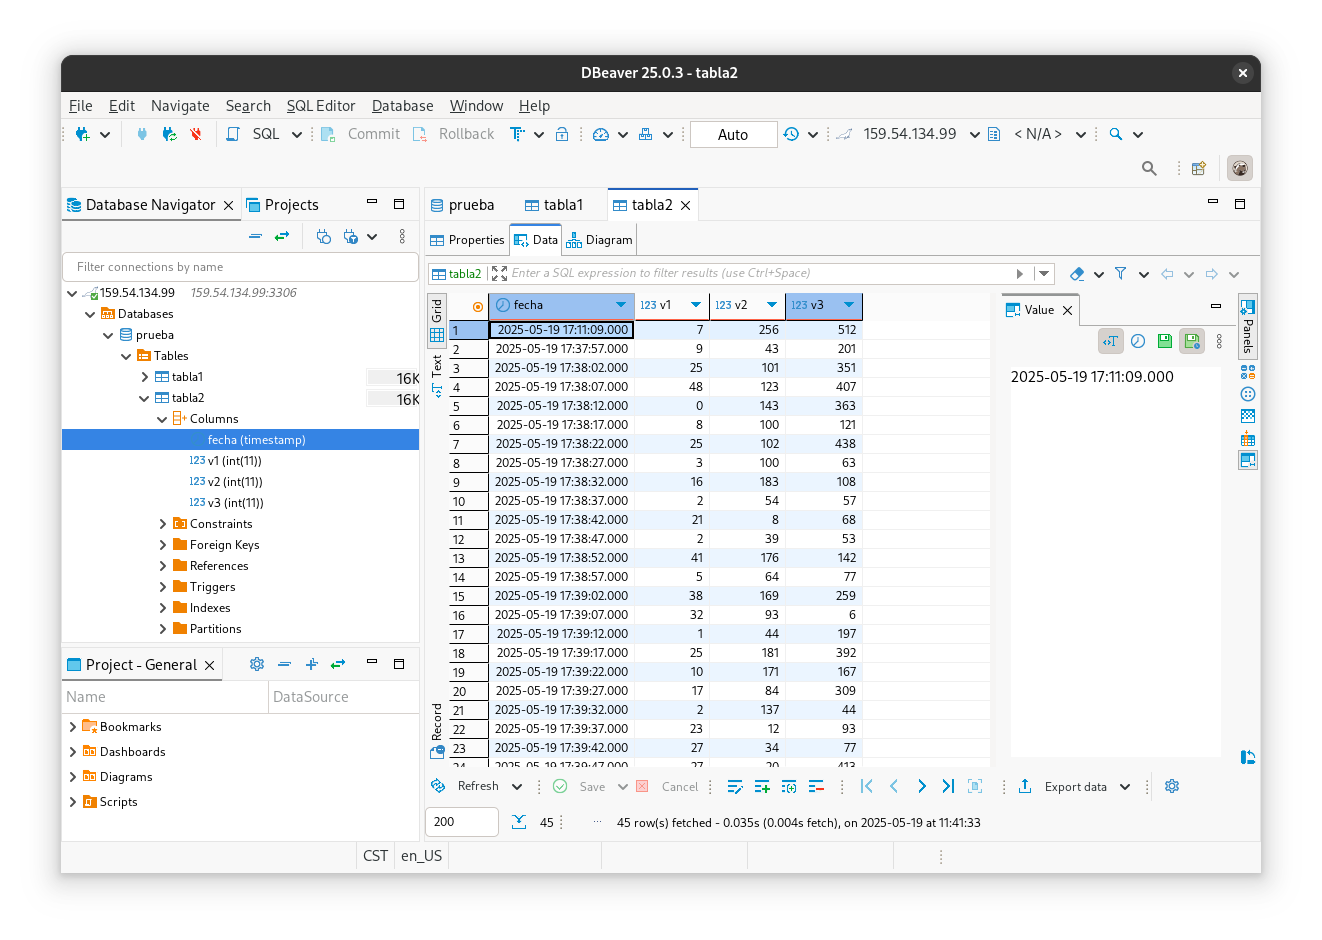 DBeaver 25.0.3 - tabla2
File Edit Navigate Search SQL Editor Database Window Help
SQL Commit Rollback Auto 159.54.134.99 < N/A >
Database Navigator
Projects
Filter connections by name
159.54.134.99 159.54.134.99:3306
Databases
prueba
Tables
tabla1 16K
tabla2 16K
Columns
fecha (timestamp)
123 v1 (int(11))
123 v2 (int(11))
123 v3 (int(11))
Constraints
Foreign Keys
References
Triggers
Indexes
Partitions
Project - General
Name DataSource
Bookmarks
Dashboards
Diagrams
Scripts
prueba tabla1 tabla2
Properties Data Diagram
tabla2 Enter a SQL expression to filter results (use Ctrl+Space)
Grid
Text
Record
fecha 123 v1 123 v2 123 v3
1 2025-05-19 17:11:09.000 7 256 512
2 2025-05-19 17:37:57.000 9 43 201
3 2025-05-19 17:38:02.000 25 101 351
4 2025-05-19 17:38:07.000 48 123 407
5 2025-05-19 17:38:12.000 0 143 363
6 2025-05-19 17:38:17.000 8 100 121
7 2025-05-19 17:38:22.000 25 102 438
8 2025-05-19 17:38:27.000 3 100 63
9 2025-05-19 17:38:32.000 16 183 108
10 2025-05-19 17:38:37.000 2 54 57
11 2025-05-19 17:38:42.000 21 8 68
12 2025-05-19 17:38:47.000 2 39 53
13 2025-05-19 17:38:52.000 41 176 142
14 2025-05-19 17:38:57.000 5 64 77
15 2025-05-19 17:39:02.000 38 169 259
16 2025-05-19 17:39:07.000 32 93 6
17 2025-05-19 17:39:12.000 1 44 197
18 2025-05-19 17:39:17.000 25 181 392
19 2025-05-19 17:39:22.000 10 171 167
20 2025-05-19 17:39:27.000 17 84 309
21 2025-05-19 17:39:32.000 2 137 44
22 2025-05-19 17:39:37.000 23 12 93
23 2025-05-19 17:39:42.000 27 34 77
24 2025-05-19 17:39:47.000 27 20 413
Value
2025-05-19 17:11:09.000
Panels
Refresh Save Cancel Export data
200 45 45 row(s) fetched - 0.035s (0.004s fetch), on 2025-05-19 at 11:41:33
CST en_US